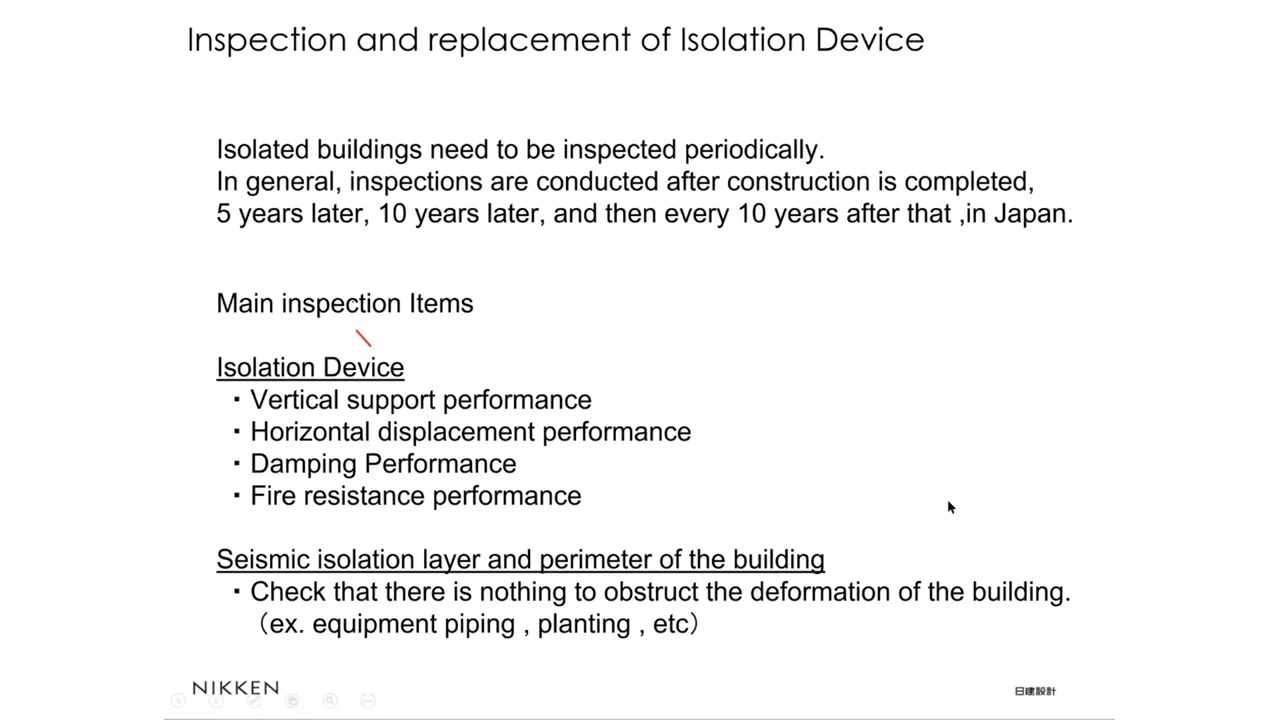 Inspection and replacement of Isolation Device
Isolated buildings need to be inspected periodically.
In general, inspections are conducted after construction is completed,
5 years later, 10 years later, and then every 10 years after that ,in Japan.
Main inspection Items
Isolation Device
・Vertical support performance
・Horizontal displacement performance
・Damping Performance
・Fire resistance performance
Seismic isolation layer and perimeter of the building
・Check that there is nothing to obstruct the deformation of the building.
（ex. equipment piping , planting , etc）
NIKKEN
日建設計